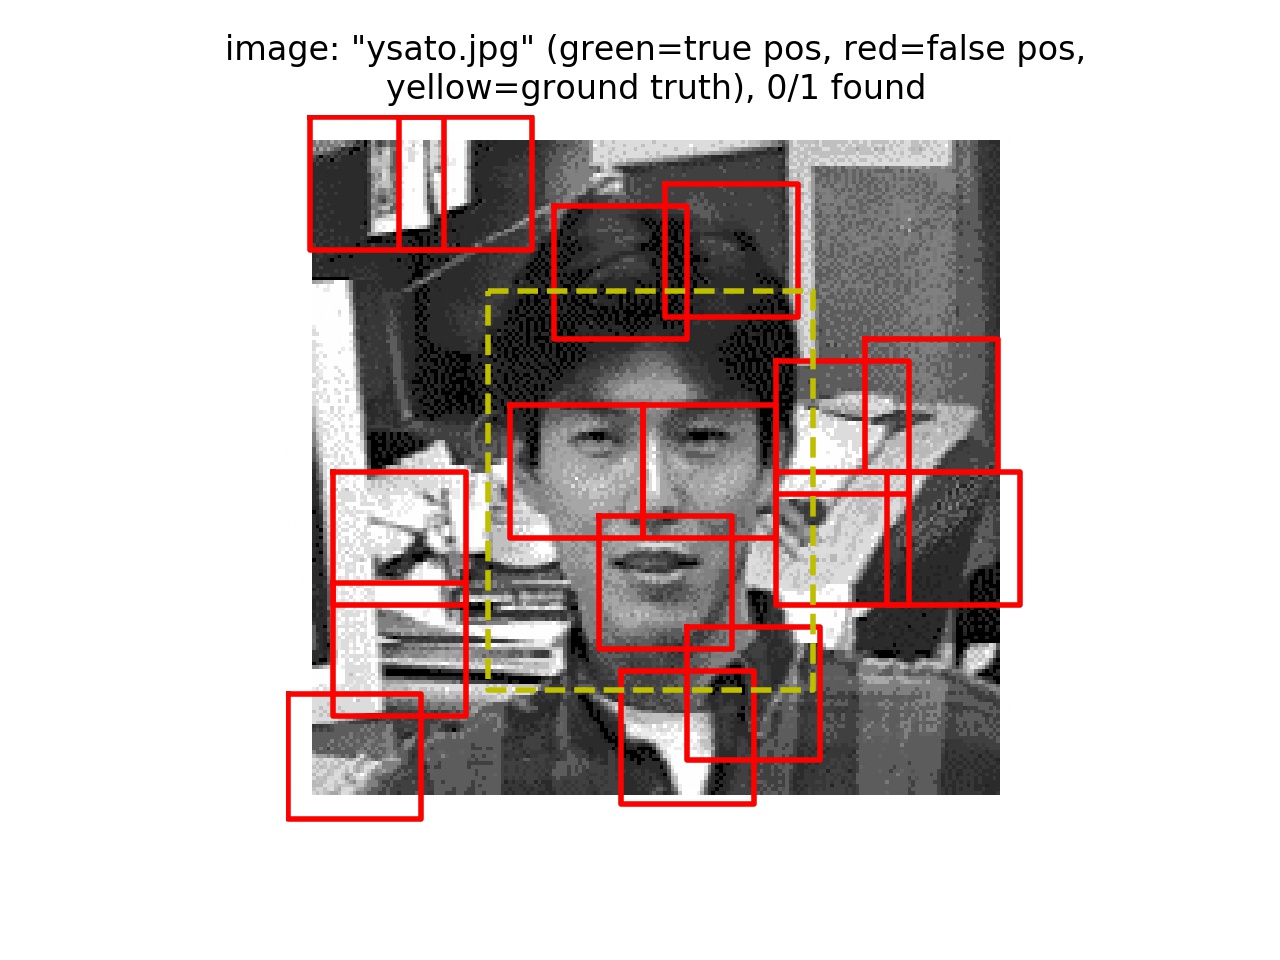 image: "ysato.jpg" (green=true pos, red=false pos,
yellow=ground truth), 0/1 found